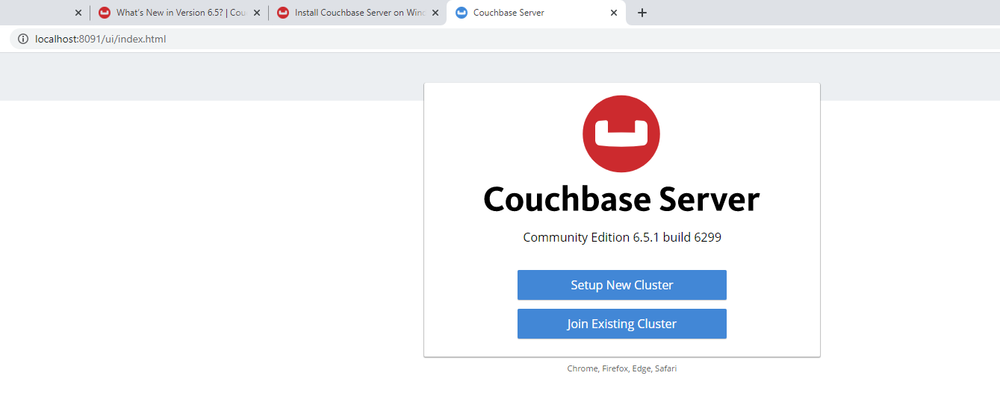 What's New in Version 6.5? | Cou
Install Couchbase Server on Wind
Couchbase Server
localhost:8091/ui/index.html
Couchbase Server
Community Edition 6.5.1 build 6299
Setup New Cluster
Join Existing Cluster
Chrome, Firefox, Edge, Safari